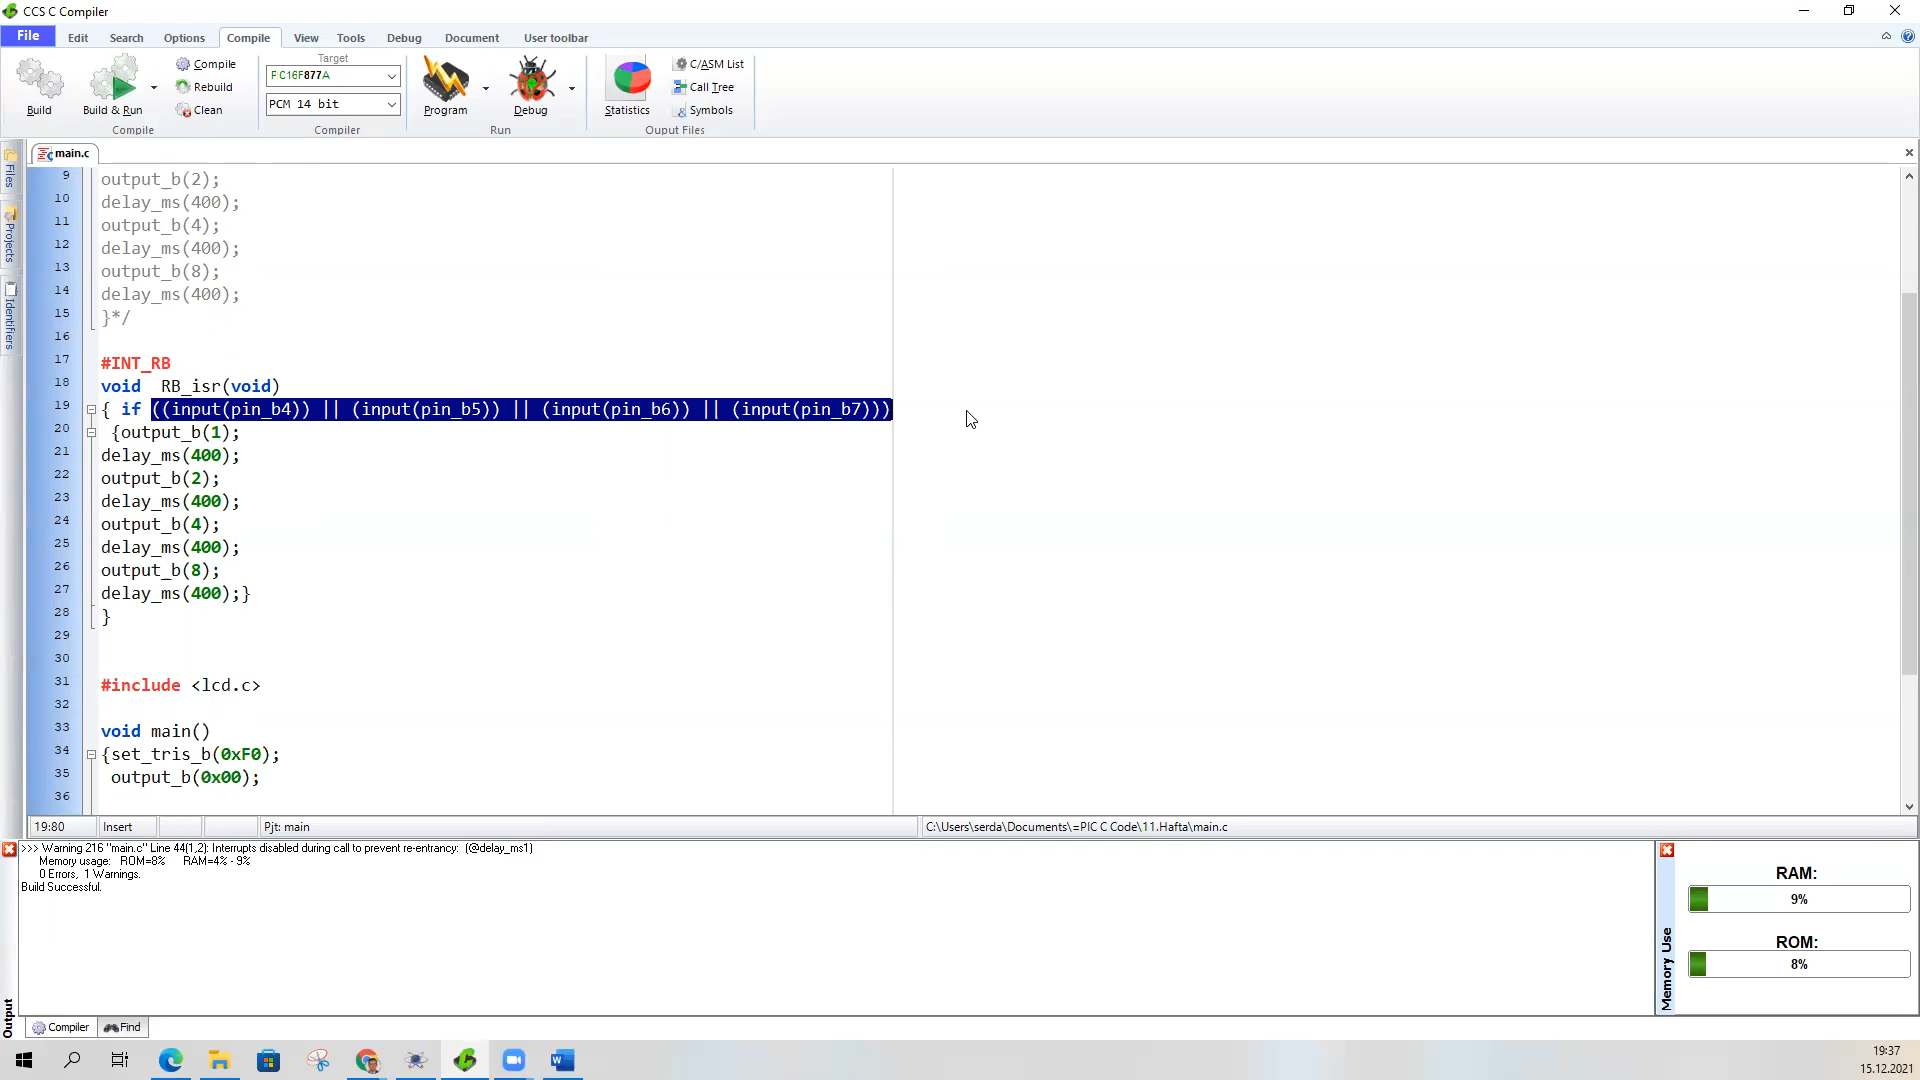 CCS C Compiler
File Edit Search Options Compile View Tools Debug Document User toolbar
Build
Build & Run
Compile
Rebuild
Clean
Compile
Target
PIC16F877A
PCM 14 bit
Compiler
Program
Debug
Run
Statistics
C/ASM List
Call Tree
Symbols
Ouput Files
Files
Projects
Identifiers
main.c
9 output_b(2);
10 delay_ms(400);
11 output_b(4);
12 delay_ms(400);
13 output_b(8);
14 delay_ms(400);
15 }*/
16
17 #INT_RB
18 void  RB_isr(void)
19 { if ((input(pin_b4)) || (input(pin_b5)) || (input(pin_b6)) || (input(pin_b7)))
20 {output_b(1);
21 delay_ms(400);
22 output_b(2);
23 delay_ms(400);
24 output_b(4);
25 delay_ms(400);
26 output_b(8);
27 delay_ms(400);}
28 }
29
30
31 #include <lcd.c>
32
33 void main()
34 {set_tris_b(0xF0);
35 output_b(0x00);
36
19:80 Insert Pjt: main C:\Users\serda\Documents\=PIC C Code\11.Hafta\main.c
>>> Warning 216 "main.c" Line 44(1,2): Interrupts disabled during call to prevent re-entrancy:  (@delay_ms1)
Memory usage:   ROM=8%      RAM=4% - 9%
0 Errors,  1 Warnings.
Build Successful.
Output
Compiler Find
Memory Use
RAM:
9%
ROM:
8%
19:37
15.12.2021